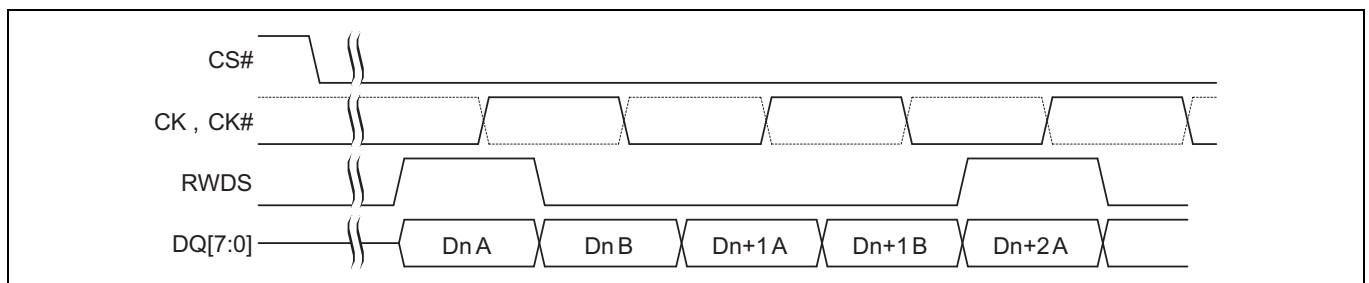 CS#
CK , CK#
RWDS
DQ[7:0] Dn A Dn B Dn+1 A Dn+1 B Dn+2 A